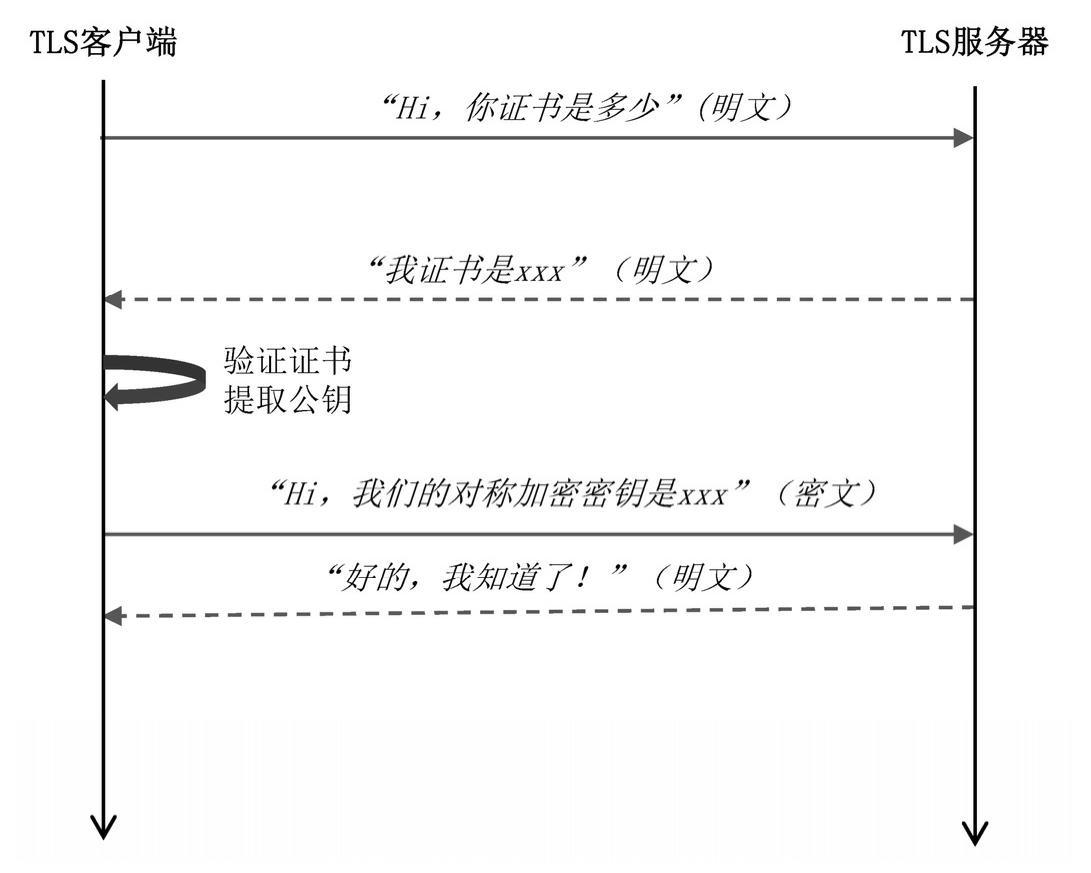 TLS客户端
TLS服务器
“Hi，你证书是多少”(明文)
“我证书是xxx”（明文）
验证证书
提取公钥
“Hi，我们的对称加密密钥是xxx”（密文）
“好的，我知道了！”（明文）